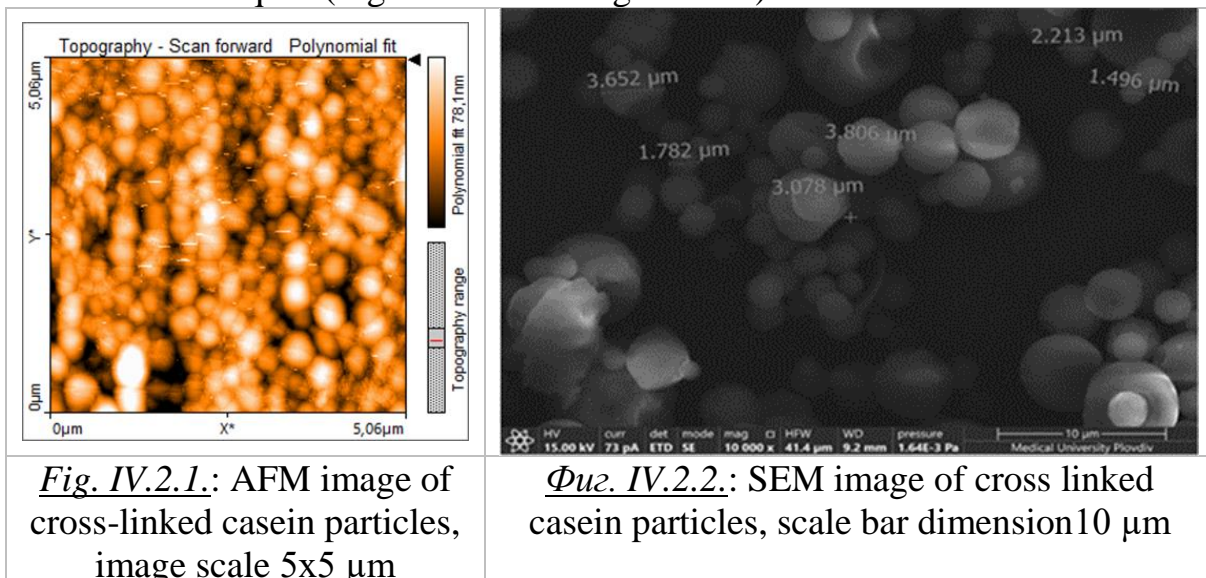 Topography - Scan forward Polynomial fit
5,06µm
Y*
0µm
0µm X* 5,06µm
Polynomial fit 78,1nm
Topography range
2.213 µm
3.652 µm
1.496 µm
3.806 µm
1.782 µm
3.078 µm
HV curr det mode mag HFW WD pressure 10 µm
15.00 kV 73 pA ETD SE 10 000 x 41.4 µm 9.2 mm 1.64E-3 Pa Medical University Plovdiv
Fig. IV.2.1.: AFM image of
cross-linked casein particles,
image scale 5x5 µm
Фиг. IV.2.2.: SEM image of cross linked
casein particles, scale bar dimension10 µm